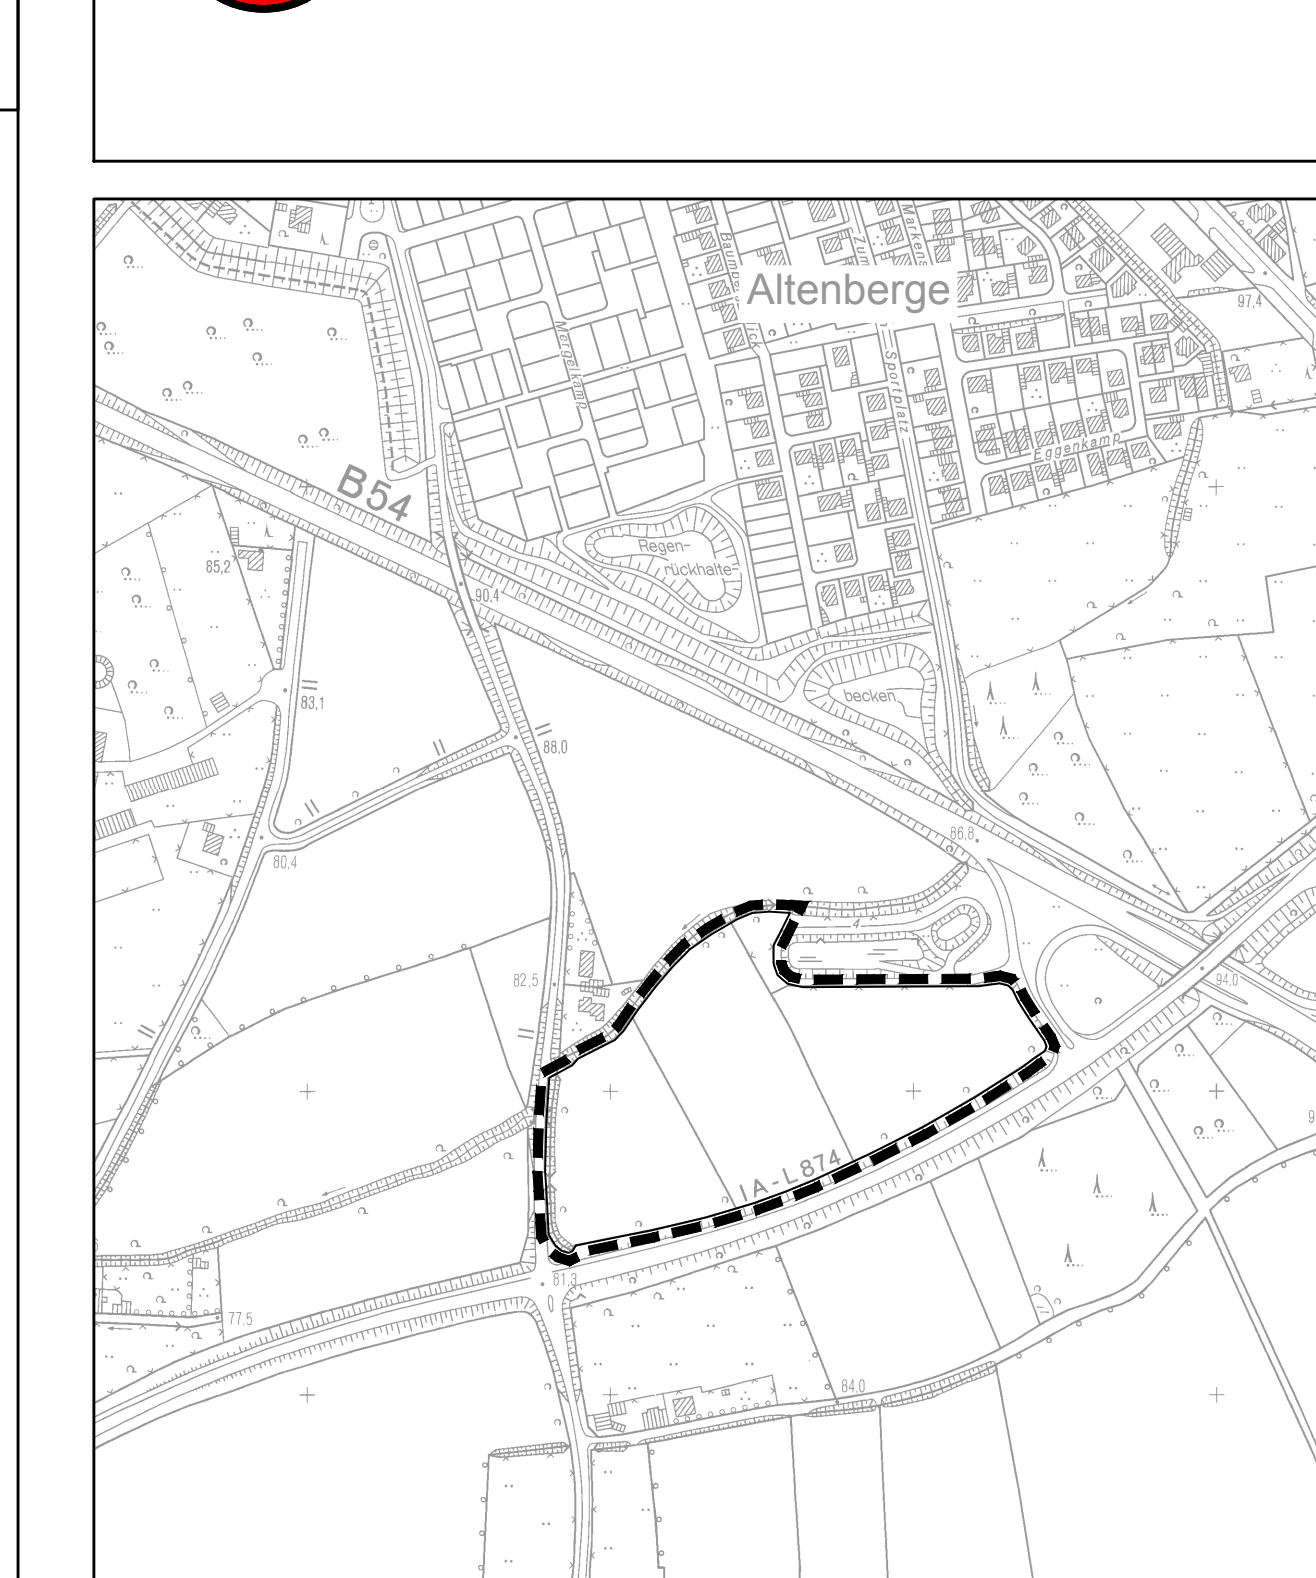 Altenberge
97,4
Mergelkamp
Sportplatz
Eggenkamp
B54
Regen-
rückhalte-
85,2
90,4
becken
83,1
88,0
86,8
80,4
82,5
4
94,0
IA-L874
81,3
77,5
84,0